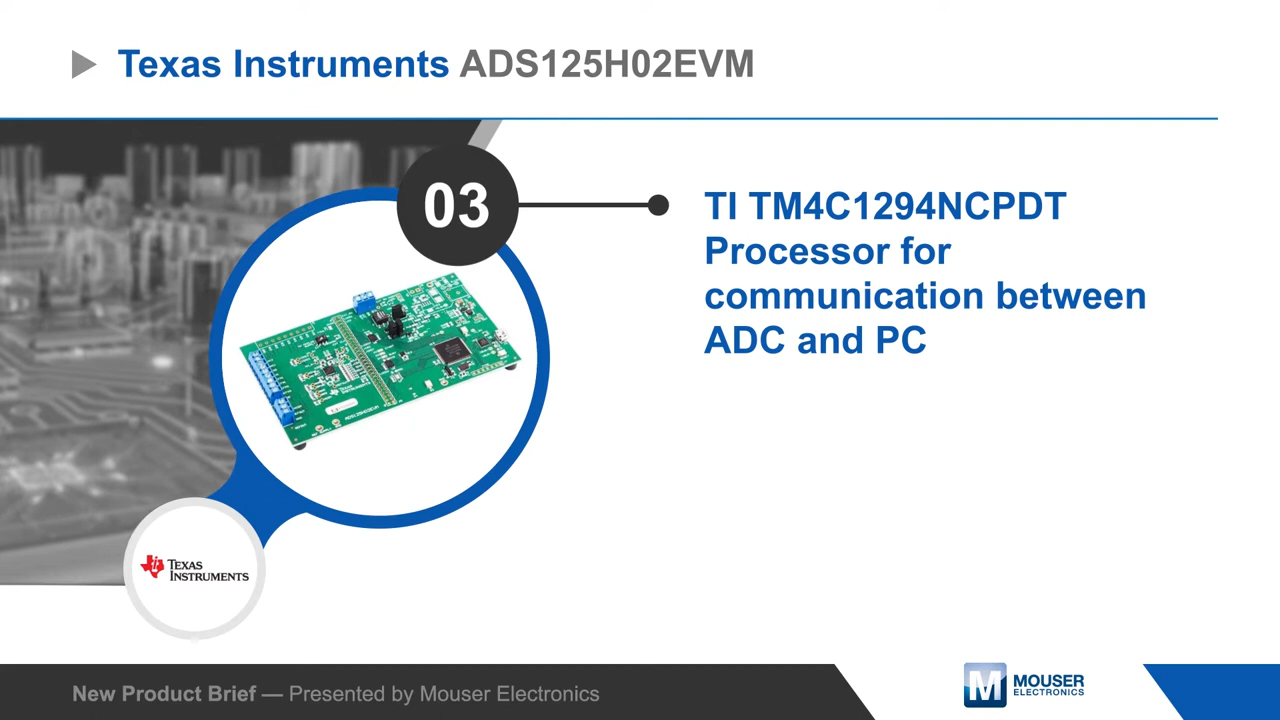 Texas Instruments ADS125H02EVM
03
TI TM4C1294NCPDT
Processor for
communication between
ADC and PC
TEXAS
INSTRUMENTS
New Product Brief — Presented by Mouser Electronics
M MOUSER
ELECTRONICS